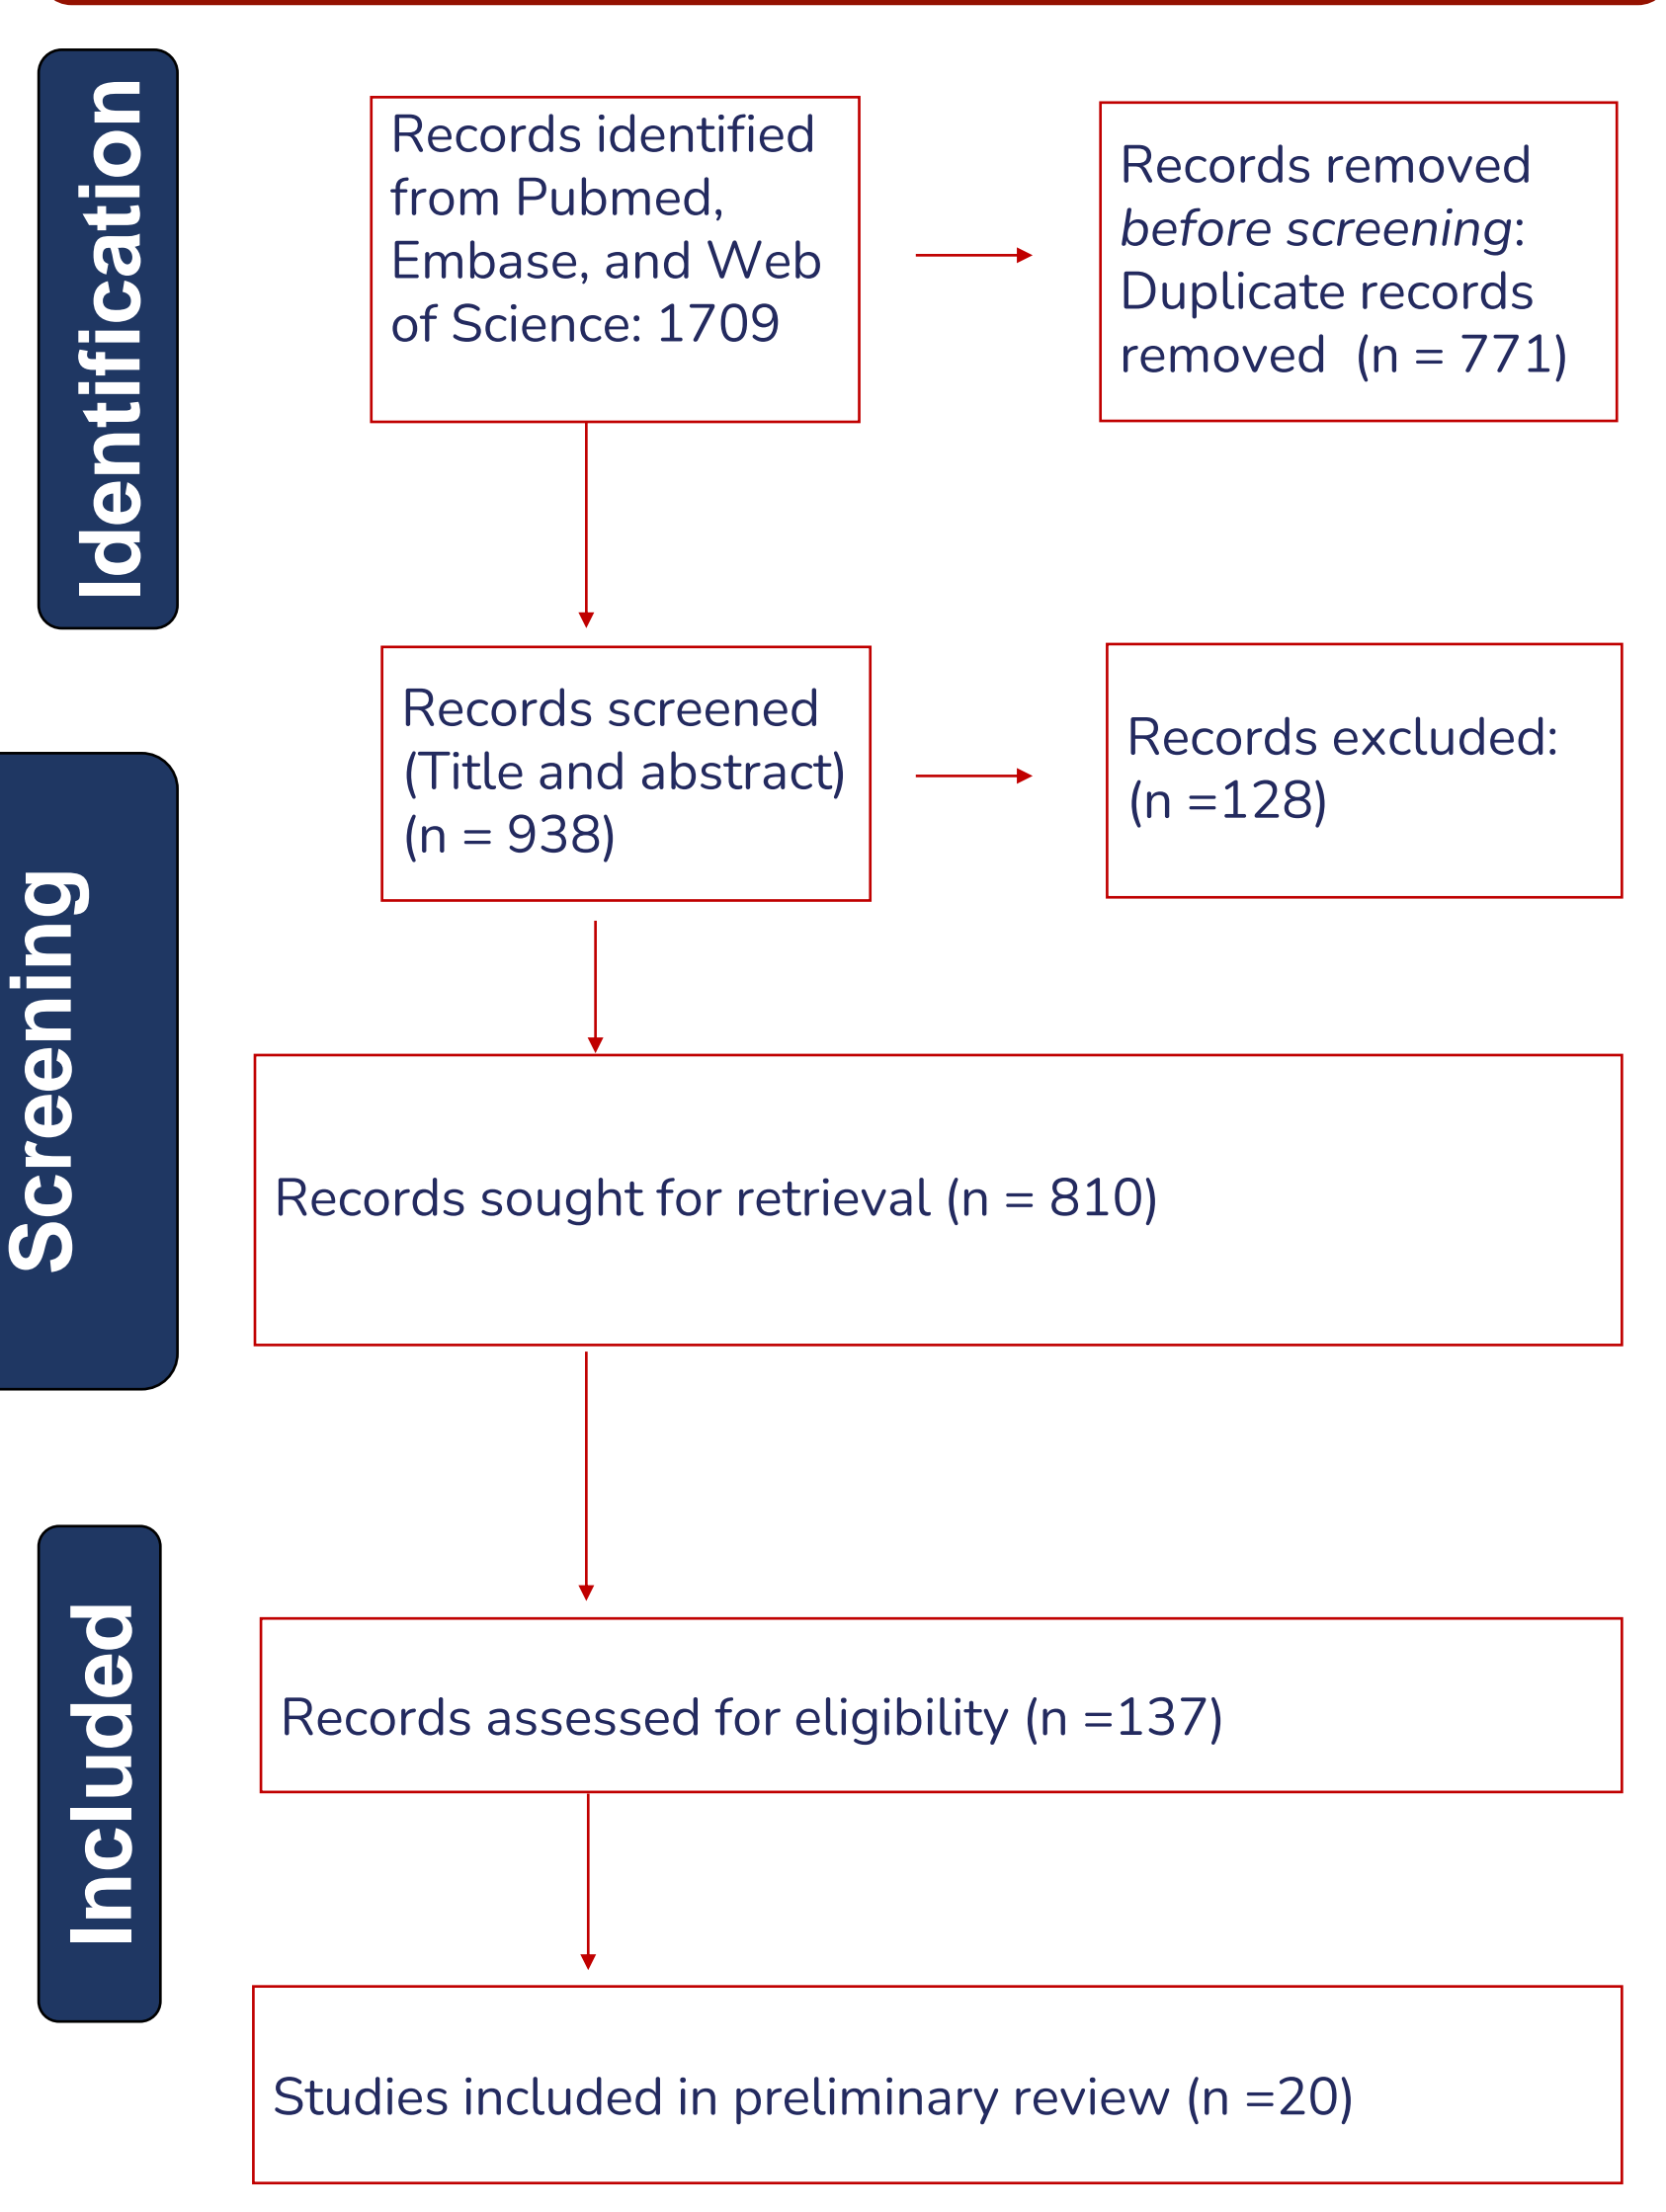 Identification
Records identified
from Pubmed,
Embase, and Web
of Science: 1709
Records removed
before screening:
Duplicate records
removed  (n = 771)
Screening
Records screened
(Title and abstract)
(n = 938)
Records excluded:
(n =128)
Records sought for retrieval (n = 810)
Included
Records assessed for eligibility (n =137)
Studies included in preliminary review (n =20)